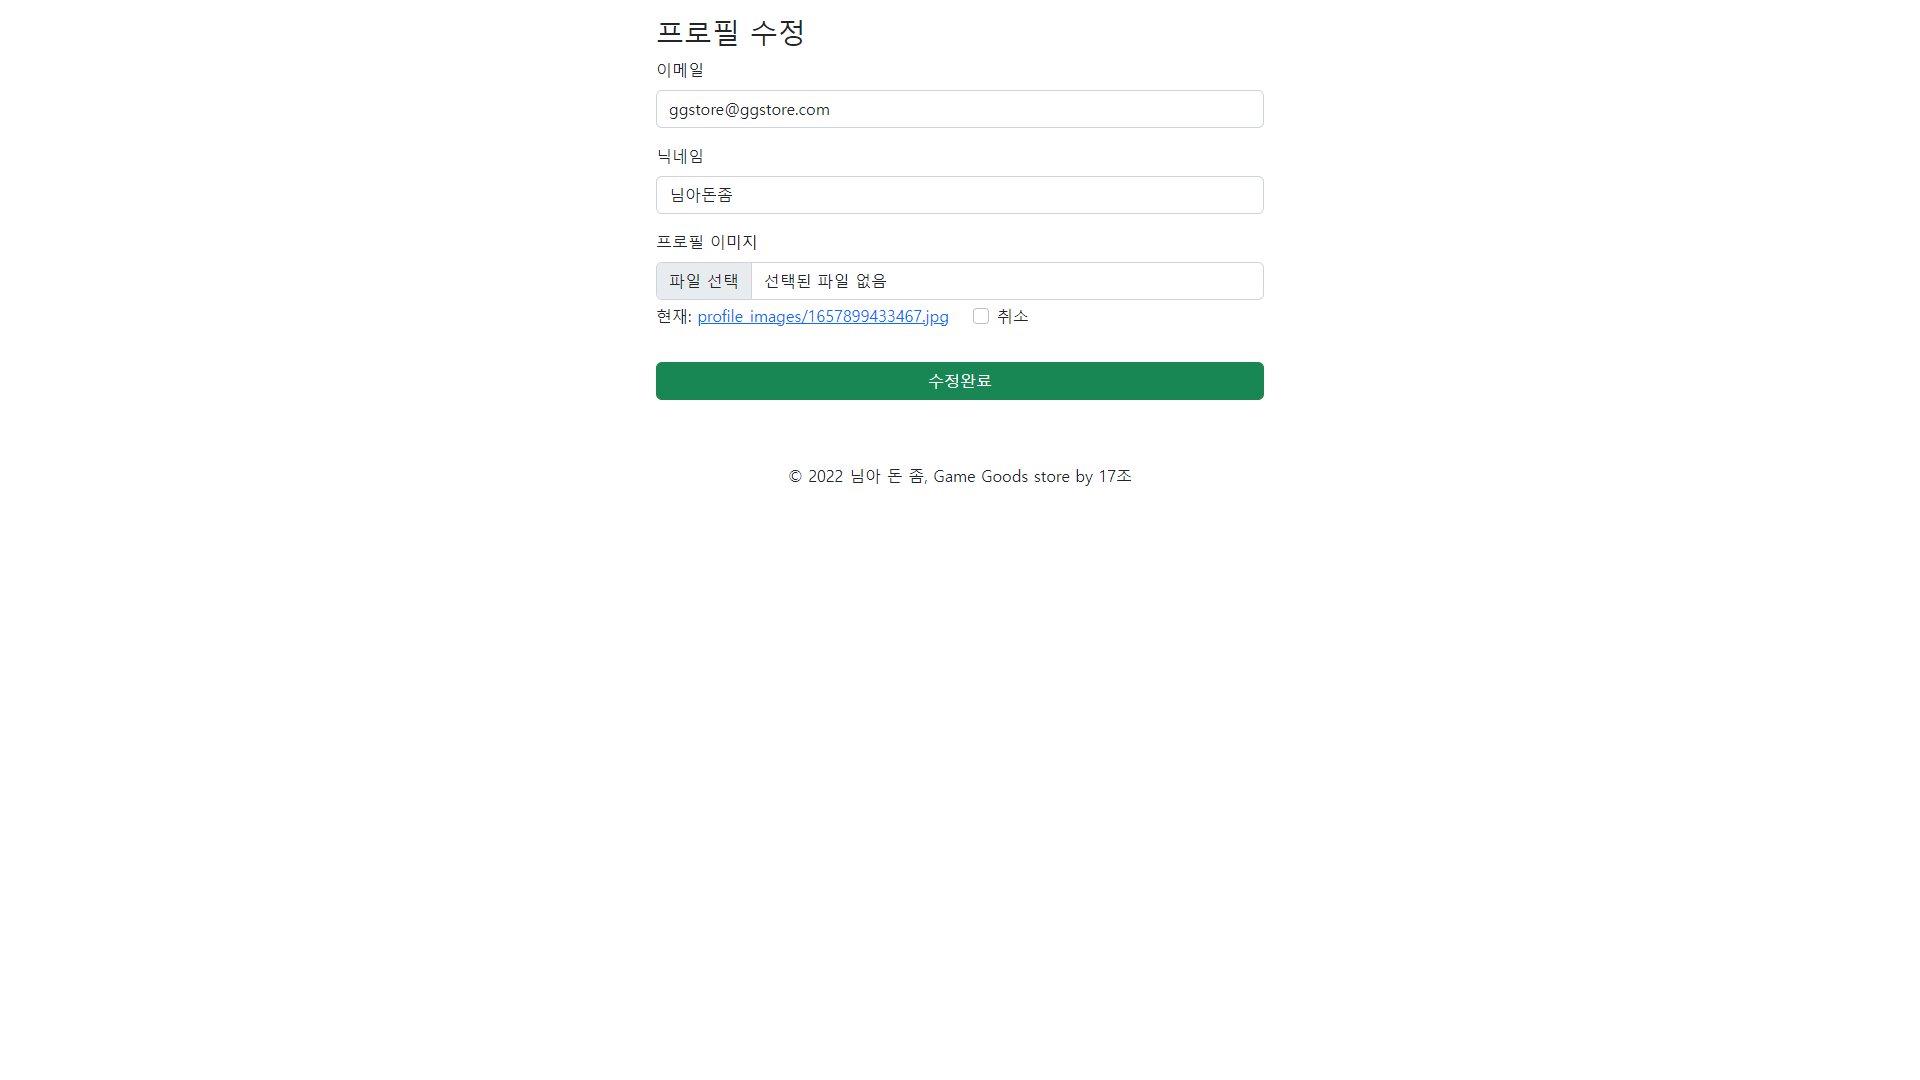 프로필 수정
이메일
ggstore@ggstore.com
닉네임
님아돈좀
프로필 이미지
파일 선택 선택된 파일 없음
현재: profile_images/1657899433467.jpg 취소
수정완료
© 2022 님아 돈 좀, Game Goods store by 17조